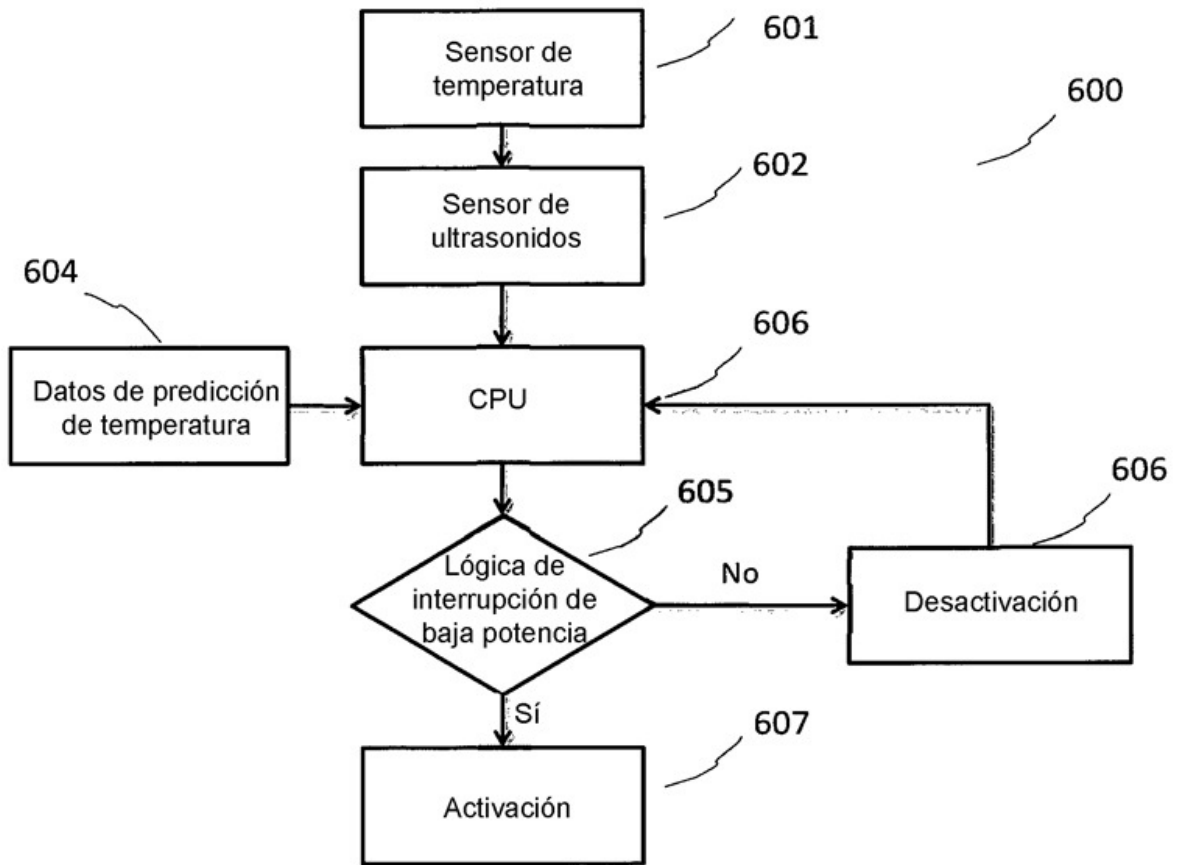 601
Sensor de
temperatura
600
602
Sensor de
ultrasonidos
604
606
Datos de predicción
de temperatura
CPU
605
606
Lógica de
interrupción de
baja potencia
No
Desactivación
Sí
607
Activación